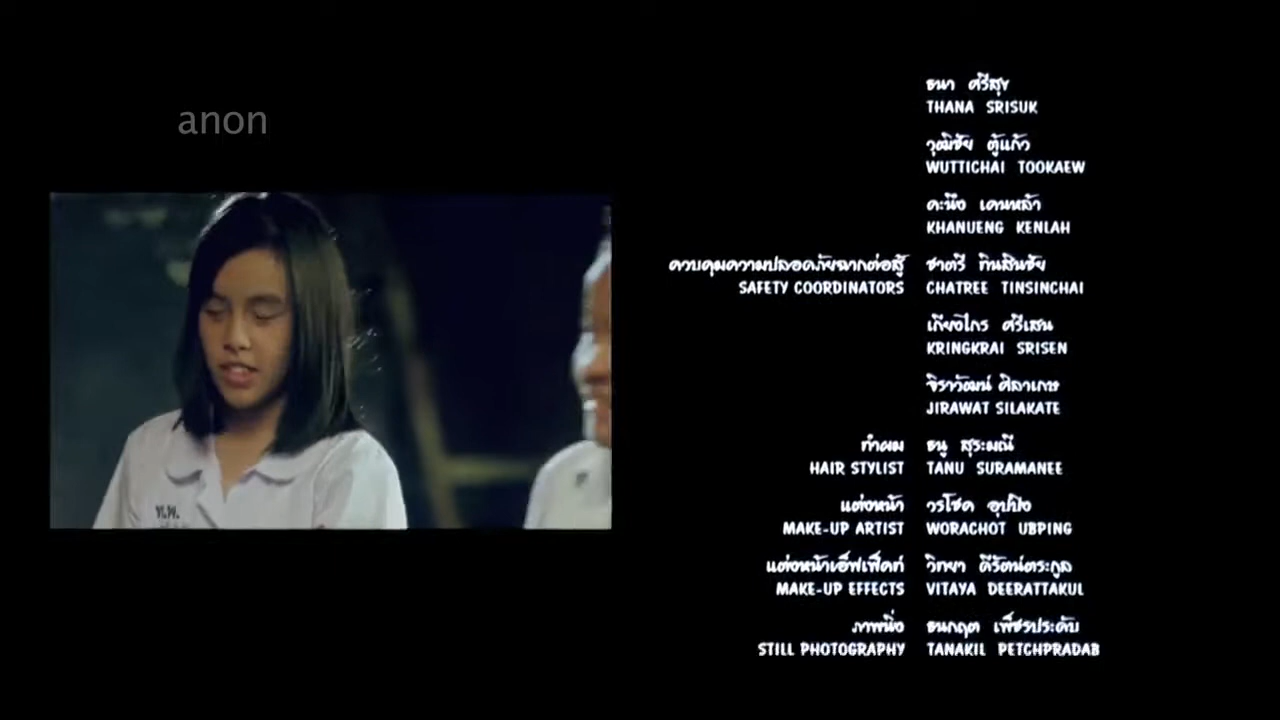 anon
ธนา ศรีสุข
THANA SRISUK
วุฒิชัย ตู้แก้ว
WUTTICHAI TOOKAEW
คะนึง เคนหล้า
KHANUENG KENLAH
ควบคุมความปลอดภัยฉากต่อสู้ ชาตรี ทินสินชัย
SAFETY COORDINATORS CHATREE TINSINCHAI
เกียงไกร ศรีเสน
KRINGKRAI SRISEN
จิราวัฒน์ ศิลาเกษ
JIRAWAT SILAKATE
ทำผม ธนู สุระมณี
HAIR STYLIST TANU SURAMANEE
แต่งหน้า วรโชค อุปปิง
MAKE-UP ARTIST WORACHOT UBPING
แต่งหน้าเอ็ฟเฟ็คท์ วิทยา ดีรัตน์ตระกูล
MAKE-UP EFFECTS VITAYA DEERATTAKUL
ภาพนิ่ง ธนกฤต เพ็ชรประดับ
STILL PHOTOGRAPHY TANAKIL PETCHPRADAB
ท.พ.